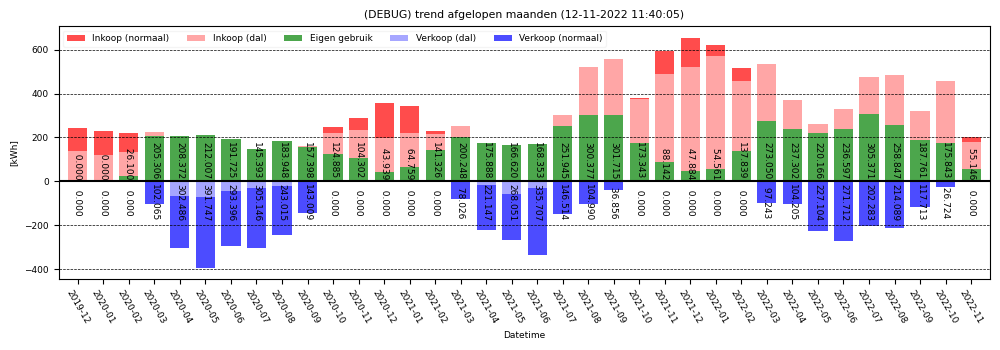 (DEBUG) trend afgelopen maanden (12-11-2022 11:40:05)
Inkoop (normaal) Inkoop (dal) Eigen gebruik Verkoop (dal) Verkoop (normaal)
[kWh]
600
400
200
0
−200
−400
0.000 0.000 26.100 205.306 208.372 212.007 191.725 145.393 183.948 157.398 124.885 104.302 43.939 64.759 141.326 200.248 175.888 166.620 168.353 251.945 300.377 301.715 173.343 88.142 47.884 54.561 137.839 273.050 237.302 220.166 236.597 305.371 258.847 187.761 175.843 55.146
0.000 0.000 0.000 102.065 302.486 391.747 293.396 305.146 243.015 143.009 0.000 0.000 0.000 0.000 0.000 78.026 221.147 268.051 335.707 146.514 104.990 36.856 0.000 0.000 0.000 0.000 0.000 97.243 104.205 227.104 271.712 202.283 214.089 117.713 26.724 0.000
2019-12 2020-01 2020-02 2020-03 2020-04 2020-05 2020-06 2020-07 2020-08 2020-09 2020-10 2020-11 2020-12 2021-01 2021-02 2021-03 2021-04 2021-05 2021-06 2021-07 2021-08 2021-09 2021-10 2021-11 2021-12 2022-01 2022-02 2022-03 2022-04 2022-05 2022-06 2022-07 2022-08 2022-09 2022-10 2022-11
Datetime